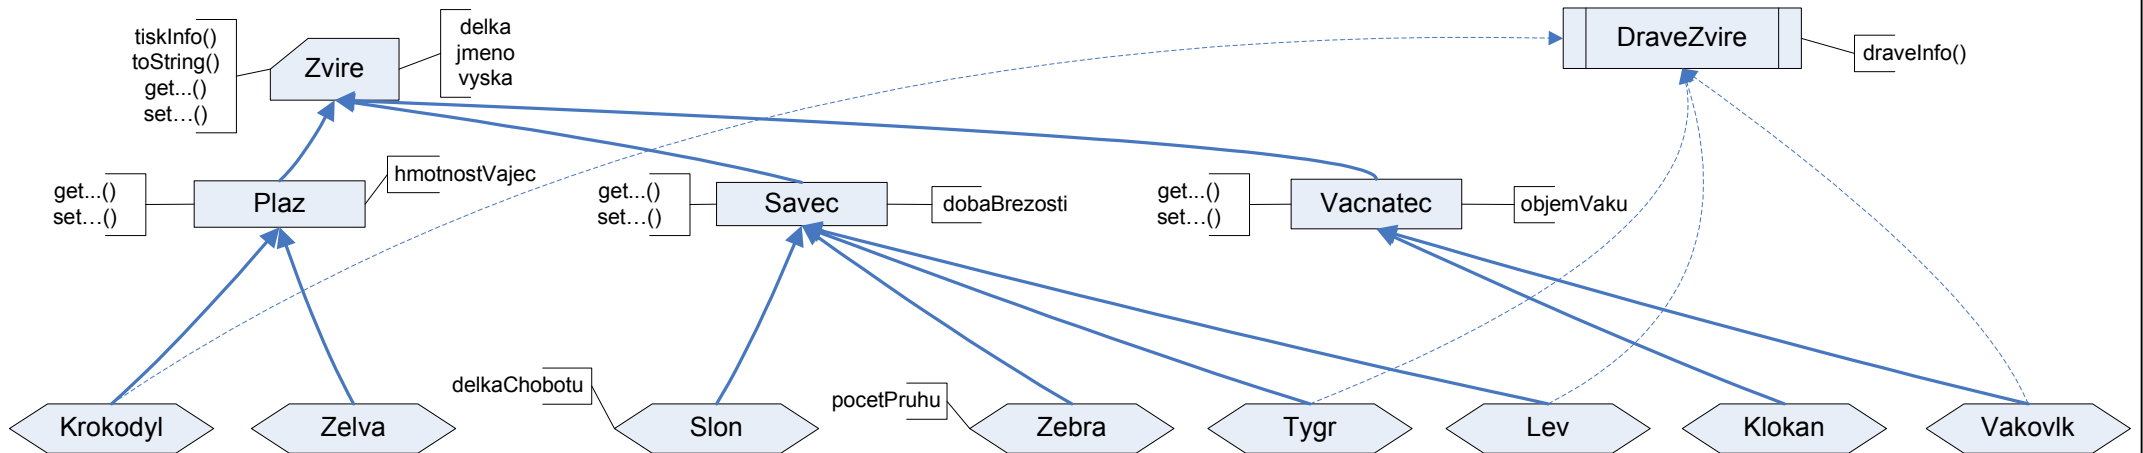 tiskInfo()
toString()
get...()
set…()
Zvire
delka
jmeno
vyska
DraveZvire
draveInfo()
get...()
set…()
Plaz
hmotnostVajec
get...()
set…()
Savec
dobaBrezosti
get...()
set…()
Vacnatec
objemVaku
delkaChobotu
pocetPruhu
Krokodyl
Zelva
Slon
Zebra
Tygr
Lev
Klokan
Vakovlk